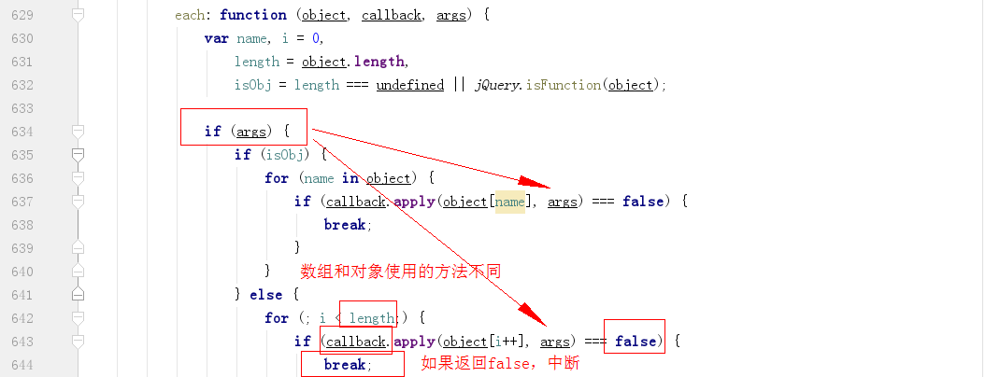 629 each: function (object, callback, args) {
630 var name, i = 0,
631 length = object.length,
632 isObj = length === undefined || jQuery.isFunction(object);
633
634 if (args) {
635 if (isObj) {
636 for (name in object) {
637 if (callback.apply(object[name], args) === false) {
638 break;
639 }
640 } 数组和对象使用的方法不同
641 } else {
642 for (; i < length;) {
643 if (callback.apply(object[i++], args) === false) {
644 break; 如果返回false，中断